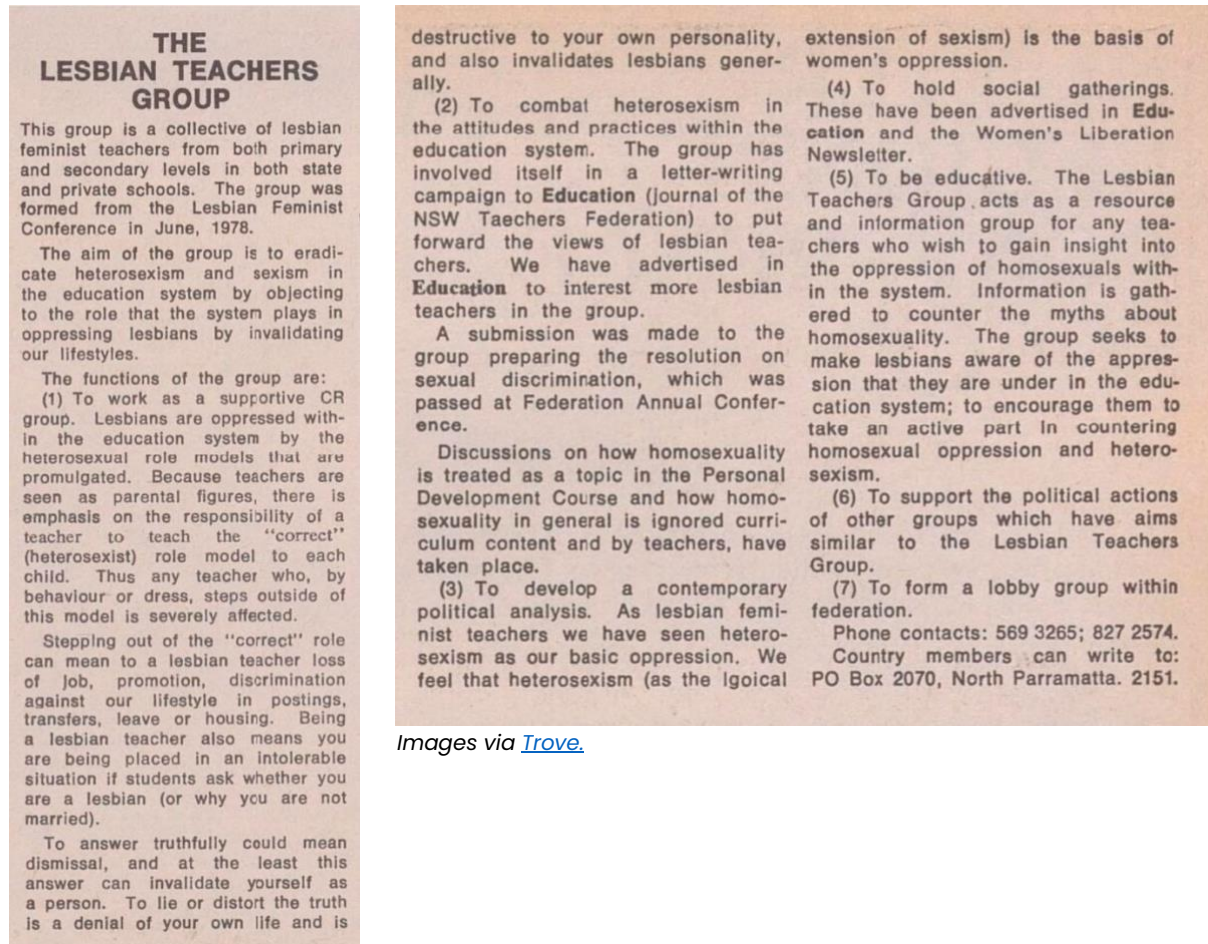 THE
LESBIAN TEACHERS
GROUP
This group is a collective of lesbian
feminist teachers from both primary
and secondary levels in both state
and private schools. The group was
formed from the Lesbian Feminist
Conference in June, 1978.
The aim of the group is to eradi-
cate heterosexism and sexism in
the education system by objecting
to the role that the system plays in
oppressing lesbians by invalidating
our lifestyles.
The functions of the group are:
(1) To work as a supportive CR
group. Lesbians are oppressed with-
in the education system by the
heterosexual role models that are
promulgated. Because teachers are
seen as parental figures, there is
emphasis on the responsibility of a
teacher to teach the "correct"
(heterosexist) role model to each
child. Thus any teacher who, by
behaviour or dress, steps outside of
this model is severely affected.
Stepping out of the "correct" role
can mean to a lesbian teacher loss
of job, promotion, discrimination
against our lifestyle in postings,
transfers, leave or housing. Being
a lesbian teacher also means you
are being placed in an intolerable
situation if students ask whether you
are a lesbian (or why you are not
married).
To answer truthfully could mean
dismissal, and at the least this
answer can invalidate yourself as
a person. To lie or distort the truth
is a denial of your own life and is
destructive to your own personality,
and also invalidates lesbians gener-
ally.
(2) To combat heterosexism in
the attitudes and practices within the
education system. The group has
involved itself in a letter-writing
campaign to Education (journal of the
NSW Taechers Federation) to put
forward the views of lesbian tea-
chers. We have advertised in
Education to interest more lesbian
teachers in the group.
A submission was made to the
group preparing the resolution on
sexual discrimination, which was
passed at Federation Annual Confer-
ence.
Discussions on how homosexuality
is treated as a topic in the Personal
Development Course and how homo-
sexuality in general is ignored curri-
culum content and by teachers, have
taken place.
(3) To develop a contemporary
political analysis. As lesbian femi-
nist teachers we have seen hetero-
sexism as our basic oppression. We
feel that heterosexism (as the lgoical
extension of sexism) is the basis of
women's oppression.
(4) To hold social gatherings.
These have been advertised in Edu-
cation and the Women's Liberation
Newsletter.
(5) To be educative. The Lesbian
Teachers Group acts as a resource
and information group for any tea-
chers who wish to gain insight into
the oppression of homosexuals with-
in the system. Information is gath-
ered to counter the myths about
homosexuality. The group seeks to
make lesbians aware of the appres-
sion that they are under in the edu-
cation system; to encourage them to
take an active part in countering
homosexual oppression and hetero-
sexism.
(6) To support the political actions
of other groups which have aims
similar to the Lesbian Teachers
Group.
(7) To form a lobby group within
federation.
Phone contacts: 569 3265; 827 2574.
Country members can write to:
PO Box 2070, North Parramatta. 2151.
Images via Trove.